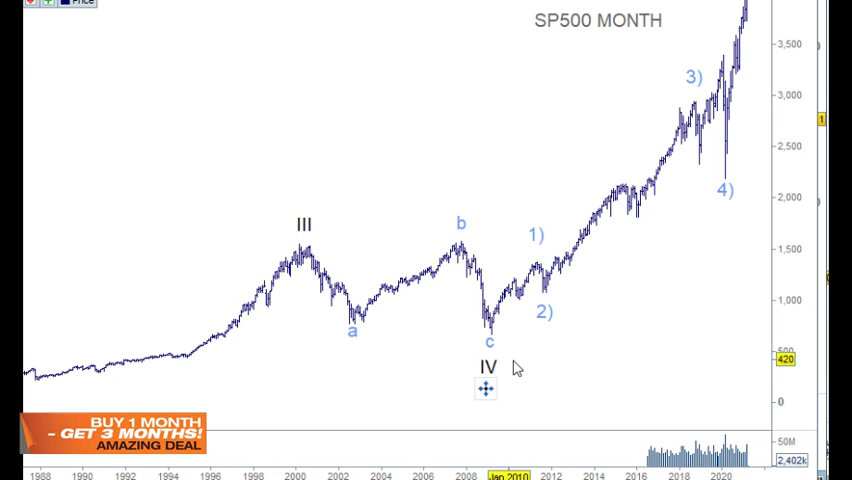 Price
SP500 MONTH
3,500
3)
3,000
1
2,500
4)
2,000
III
b
1)
1,500
2)
1,000
a
c
500
420
IV
0
BUY 1 MONTH
- GET 3 MONTHS!
AMAZING DEAL
50M
2,402k
1988 1990 1992 1994 1996 1998 2000 2002 2004 2006 2008 Jan 2010 2012 2014 2016 2018 2020